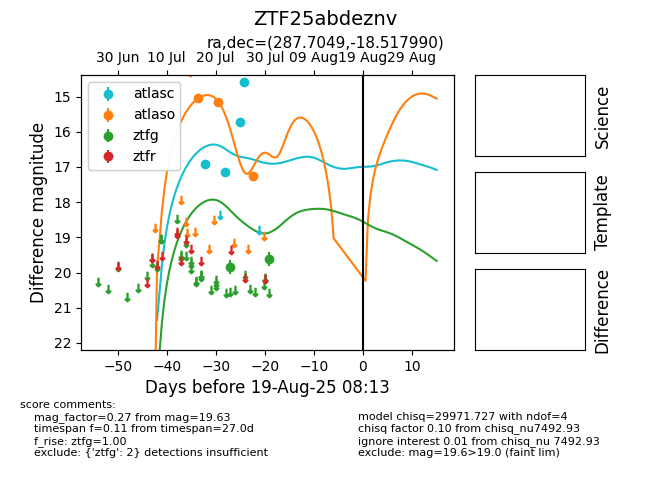 ZTF25abdeznv
ra,dec=(287.7049,-18.517990)
30 Jun 10 Jul 20 Jul 30 Jul 09 Aug 19 Aug 29 Aug
atlasc
atlaso
ztfg
ztfr
15
16
17
18
19
20
21
22
Difference magnitude
−50 −40 −30 −20 −10 0 10
Days before 19-Aug-25 08:13
Science
Template
Difference
score comments:
mag_factor=0.27 from mag=19.63
timespan f=0.11 from timespan=27.0d
f_rise: ztfg=1.00
exclude: {'ztfg': 2} detections insufficient
model chisq=29971.727 with ndof=4
chisq factor 0.10 from chisq_nu7492.93
ignore interest 0.01 from chisq_nu 7492.93
exclude: mag=19.6>19.0 (faint lim)